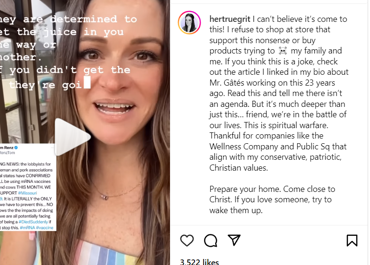 hey are determined to
et the juice in you
ne way or
nother.
f you didn't get the
they're goi
hertruegrit I can't believe it's come to
this! I refuse to shop at store that
support this nonsense or buy
products trying to ☠️ my family and
me. If you think this is a joke, check
out the article I linked in my bio about
Mr. Gåtés working on this 23 years
ago. Read this and tell me there isn't
an agenda. But it's much deeper than
just this... friend, we're in the battle of
our lives. This is spiritual warfare.
Thankful for companies like the
Wellness Company and Public Sq that
align with my conservative, patriotic,
Christian values.
Prepare your home. Come close to
Christ. If you love someone, try to
wake them up.
3,522 likes